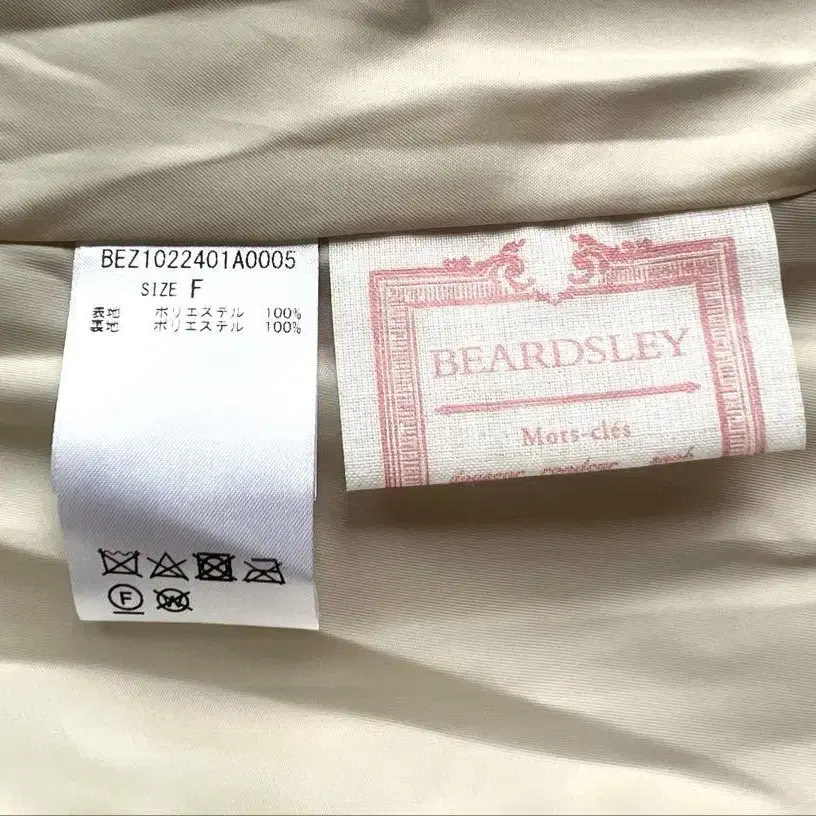 BEZ1022401A0005
SIZE F
表地 ポリエステル 100%
裏地 ポリエステル 100%
F
W
BEARDSLEY
Mots-clés